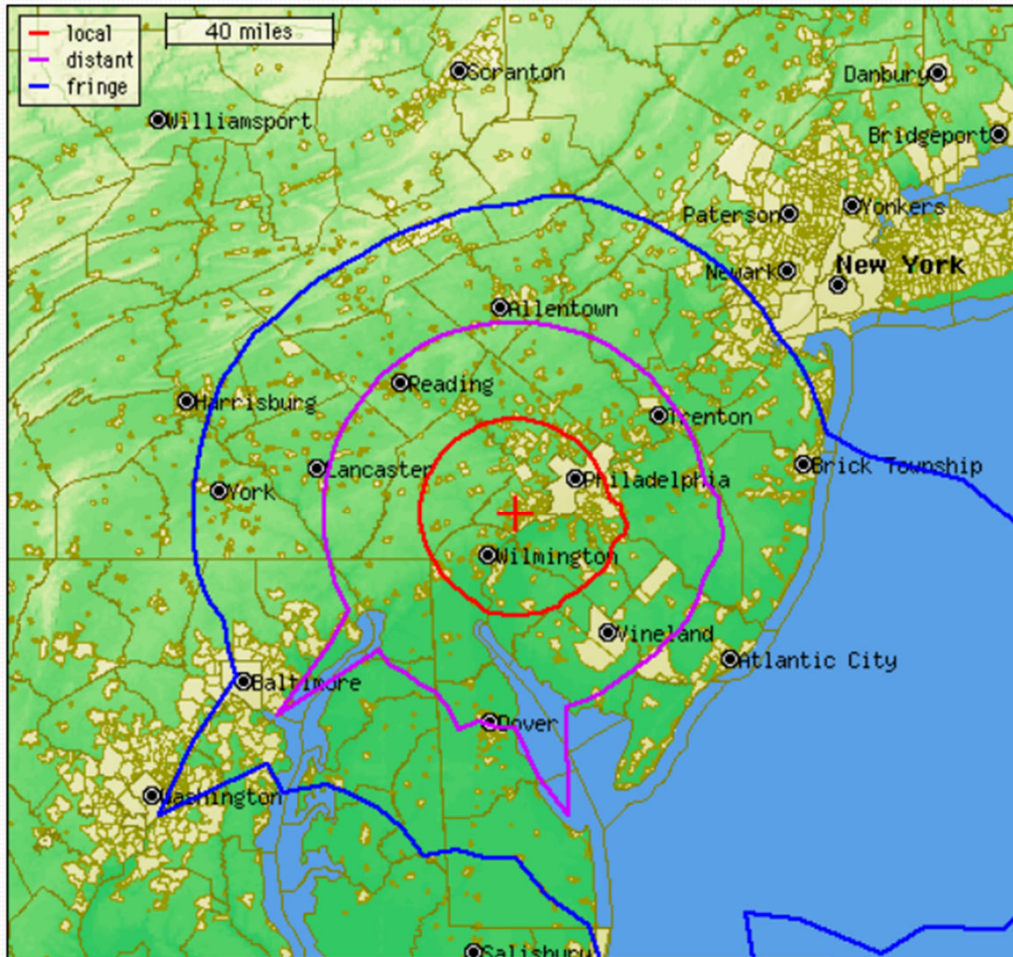 local
distant
fringe
40 miles
Scranton
Danbury
Williamsport
Bridgeport
Paterson
Yonkers
Newark
New York
Allentown
Reading
Harrisburg
Trenton
Lancaster
Brick Township
York
Philadelphia
Wilmington
Vineland
Atlantic City
Baltimore
Dover
Washington
Salisbury